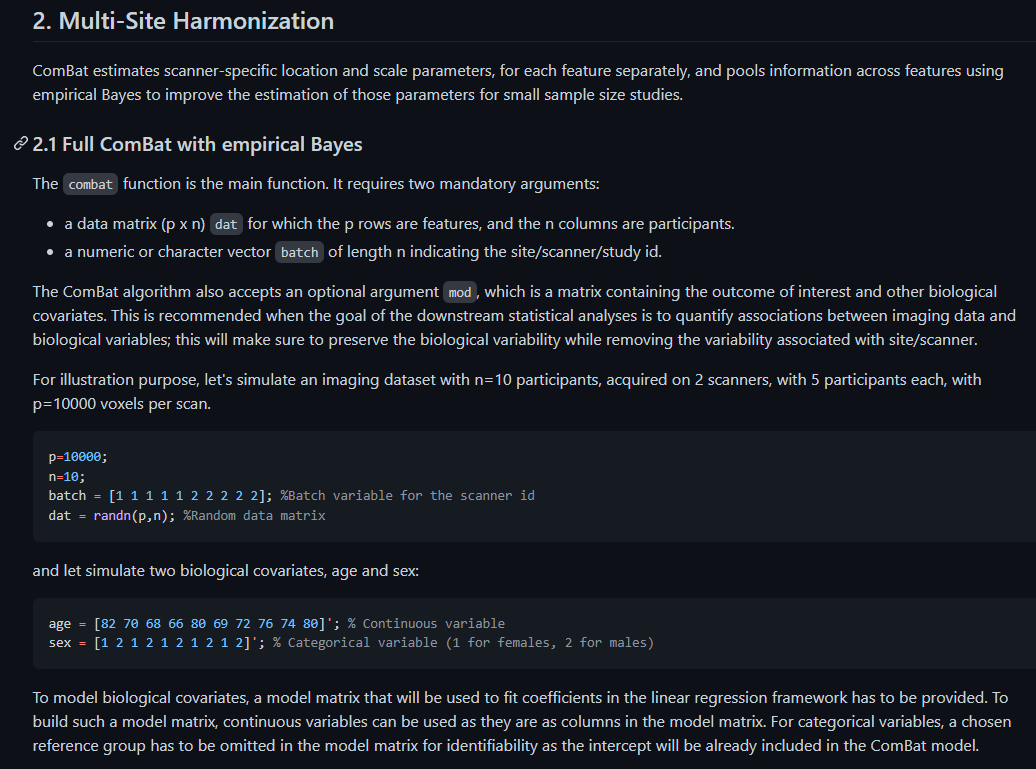 2. Multi-Site Harmonization
ComBat estimates scanner-specific location and scale parameters, for each feature separately, and pools information across features using
empirical Bayes to improve the estimation of those parameters for small sample size studies.
2.1 Full ComBat with empirical Bayes
The combat function is the main function. It requires two mandatory arguments:
• a data matrix (p x n) dat for which the p rows are features, and the n columns are participants.
• a numeric or character vector batch of length n indicating the site/scanner/study id.
The ComBat algorithm also accepts an optional argument mod, which is a matrix containing the outcome of interest and other biological
covariates. This is recommended when the goal of the downstream statistical analyses is to quantify associations between imaging data and
biological variables; this will make sure to preserve the biological variability while removing the variability associated with site/scanner.
For illustration purpose, let's simulate an imaging dataset with n=10 participants, acquired on 2 scanners, with 5 participants each, with
p=10000 voxels per scan.
p=10000;
n=10;
batch = [1 1 1 1 1 2 2 2 2 2]; %Batch variable for the scanner id
dat = randn(p,n); %Random data matrix
and let simulate two biological covariates, age and sex:
age = [82 70 68 66 80 69 72 76 74 80]'; % Continuous variable
sex = [1 2 1 2 1 2 1 2 1 2]'; % Categorical variable (1 for females, 2 for males)
To model biological covariates, a model matrix that will be used to fit coefficients in the linear regression framework has to be provided. To
build such a model matrix, continuous variables can be used as they are as columns in the model matrix. For categorical variables, a chosen
reference group has to be omitted in the model matrix for identifiability as the intercept will be already included in the ComBat model.